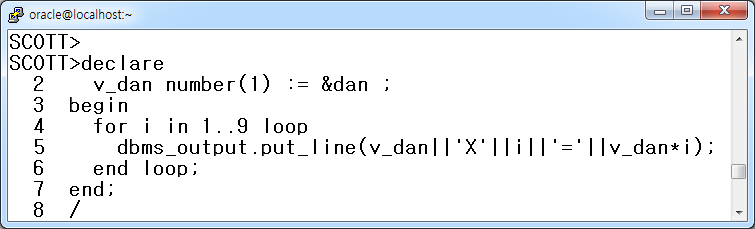 oracle@localhost:~
SCOTT>
SCOTT>declare
  2    v_dan number(1) := &dan ;
  3  begin
  4    for i in 1..9 loop
  5      dbms_output.put_line(v_dan||'X'||i||'='||v_dan*i);
  6    end loop;
  7  end;
  8  /